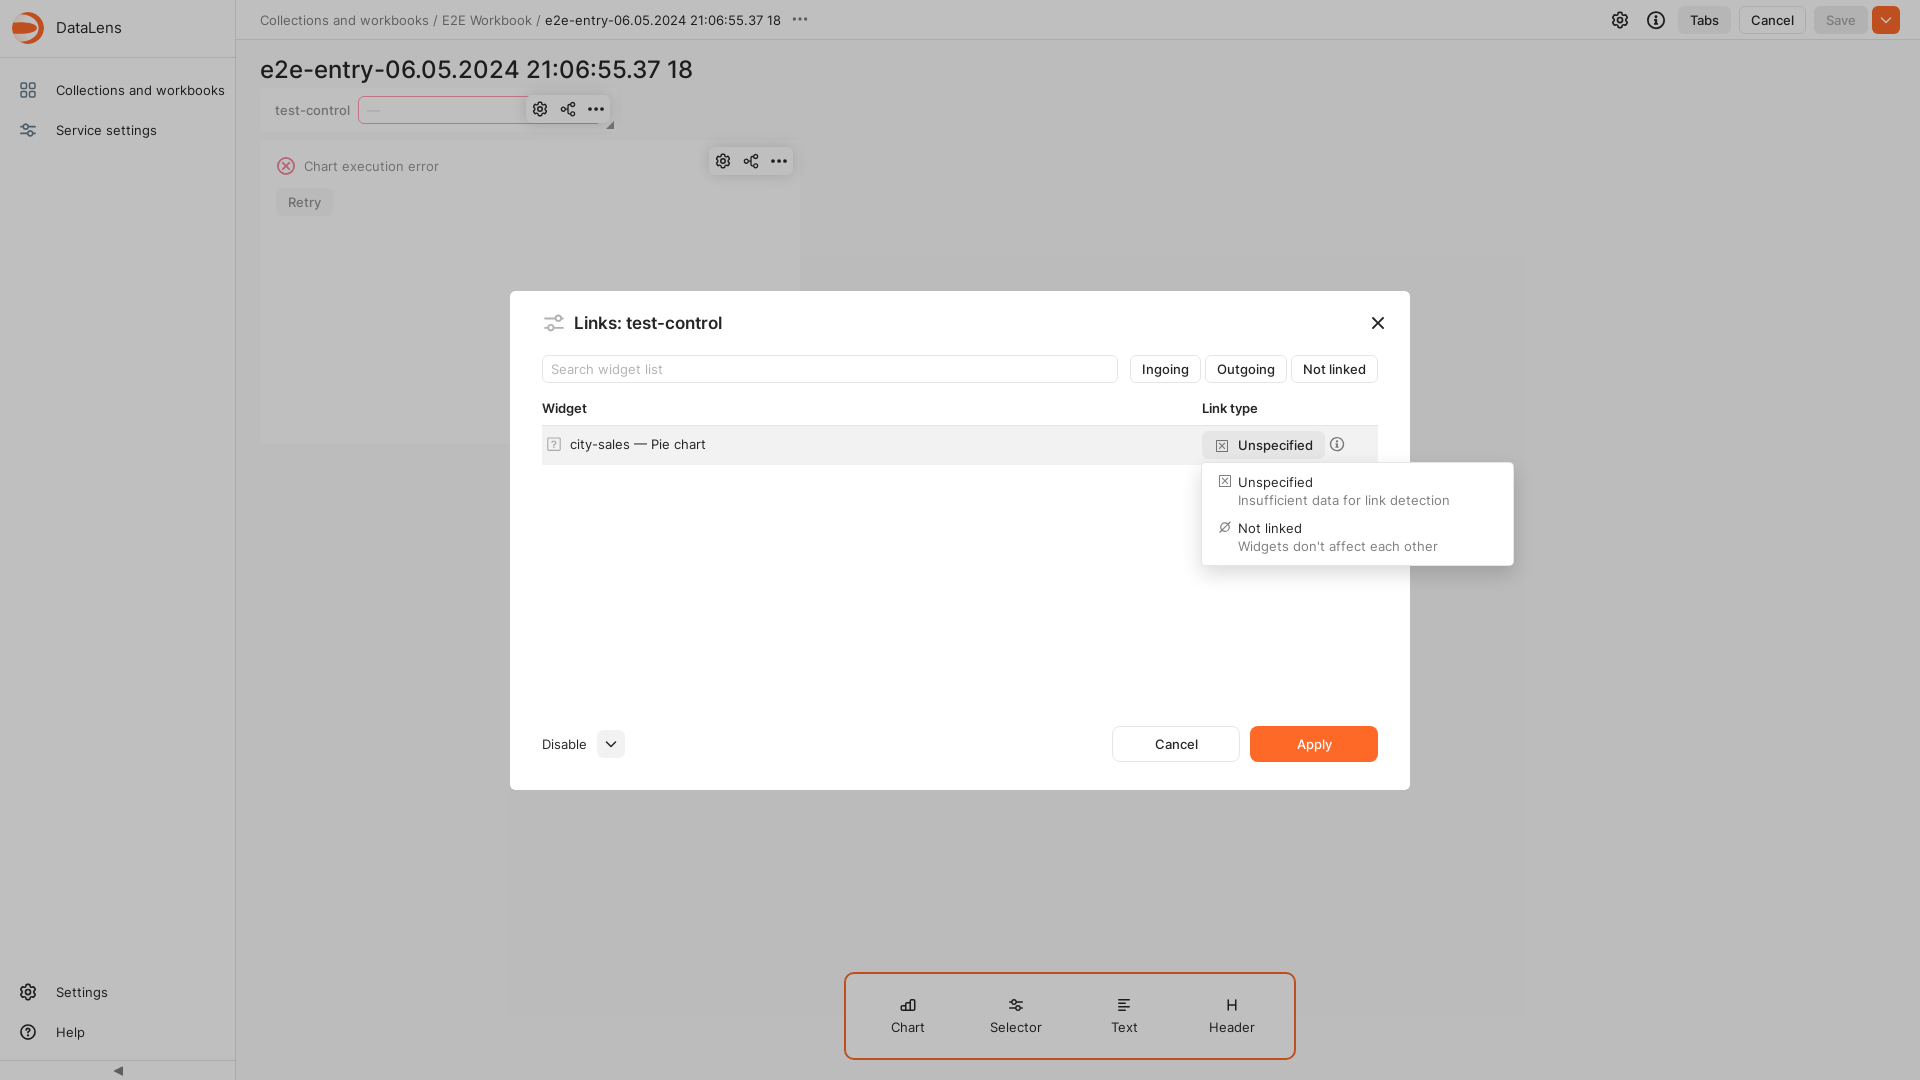 DataLens
Collections and workbooks / E2E Workbook / e2e-entry-06.05.2024 21:06:55.37 18
Tabs
Cancel
Save
Collections and workbooks
Service settings
e2e-entry-06.05.2024 21:06:55.37 18
test-control
—
Chart execution error
Retry
Links: test-control
Search widget list
Ingoing
Outgoing
Not linked
Widget
Link type
city-sales — Pie chart
Unspecified
Unspecified
Insufficient data for link detection
Not linked
Widgets don't affect each other
Disable
Cancel
Apply
Settings
Help
Chart
Selector
Text
Header